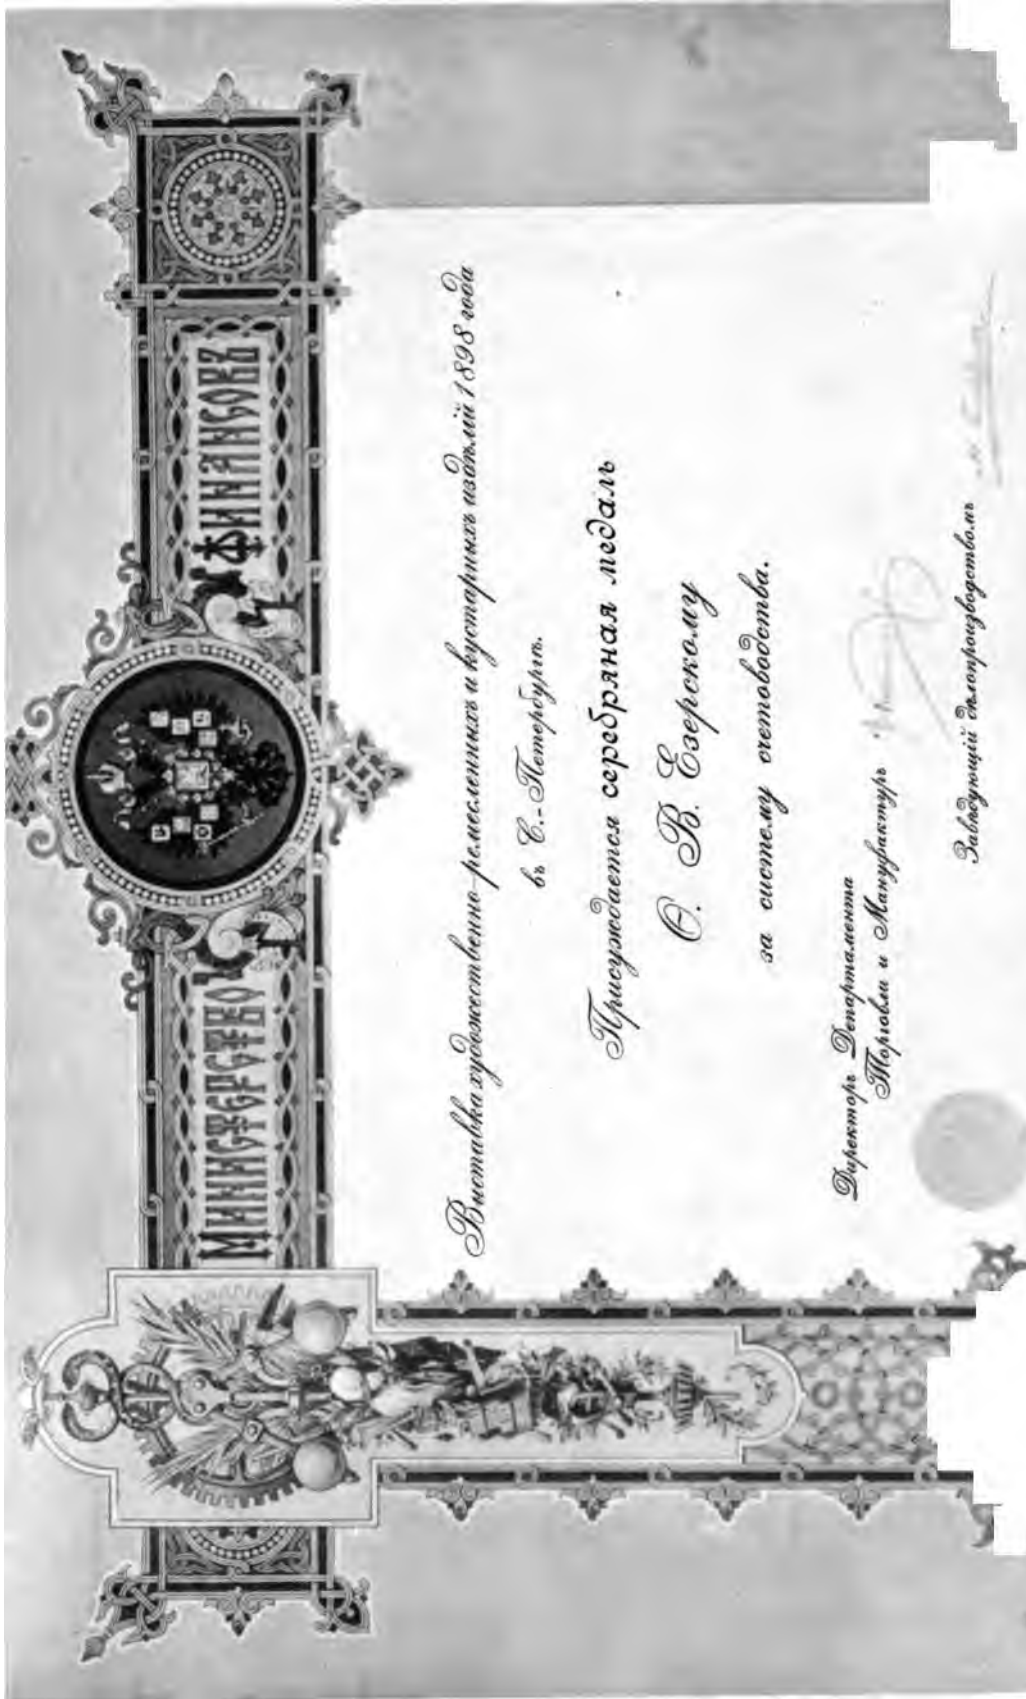 МИНИСТЕРСТВО ФИНАНСОВЪ
Выставка художественно-ремесленныхъ и кустарныхъ издѣлій 1898 года
въ С.-Петербургѣ.
Присуждается серебряная медаль
Ѳ. В. Езерскому
за систему счетоводства.
Директоръ Департамента
Торговли и Мануфактуръ
Завѣдующій дѣлопроизводствомъ